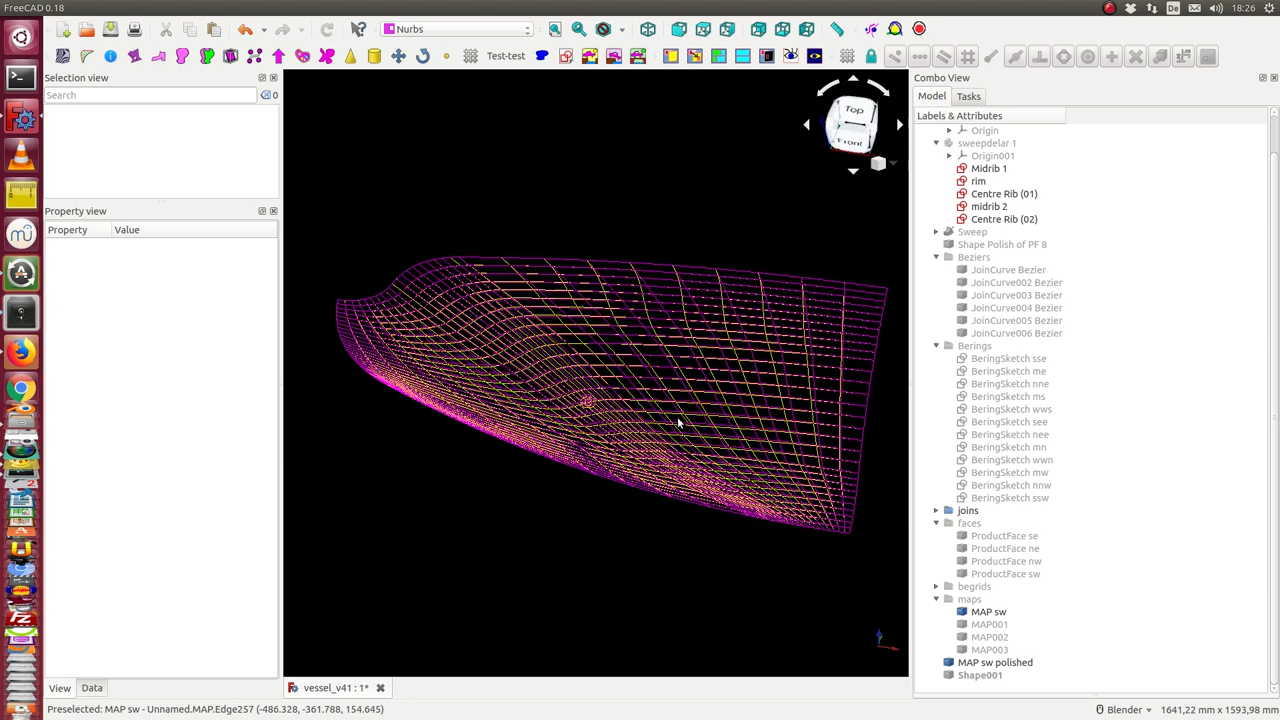 FreeCAD 0.18
De
18:26
Nurbs
Test-test
Selection view
Search
0
Property view
Property Value
View Data
Top
Front
vessel_v41 : 1*
Combo View
Model Tasks
Labels & Attributes
Origin
sweepdelar 1
Origin001
Midrib 1
rim
Centre Rib (01)
midrib 2
Centre Rib (02)
Sweep
Shape Polish of PF 8
Beziers
JoinCurve Bezier
JoinCurve002 Bezier
JoinCurve003 Bezier
JoinCurve004 Bezier
JoinCurve005 Bezier
JoinCurve006 Bezier
Berings
BeringSketch sse
BeringSketch me
BeringSketch nne
BeringSketch ms
BeringSketch wws
BeringSketch see
BeringSketch nee
BeringSketch mn
BeringSketch wwn
BeringSketch mw
BeringSketch nnw
BeringSketch ssw
joins
faces
ProductFace se
ProductFace ne
ProductFace nw
ProductFace sw
begrids
maps
MAP sw
MAP001
MAP002
MAP003
MAP sw polished
Shape001
Preselected: MAP sw - Unnamed.MAP.Edge257 (-486.328, -361.788, 154.645)
Blender
1641,22 mm x 1593,98 mm